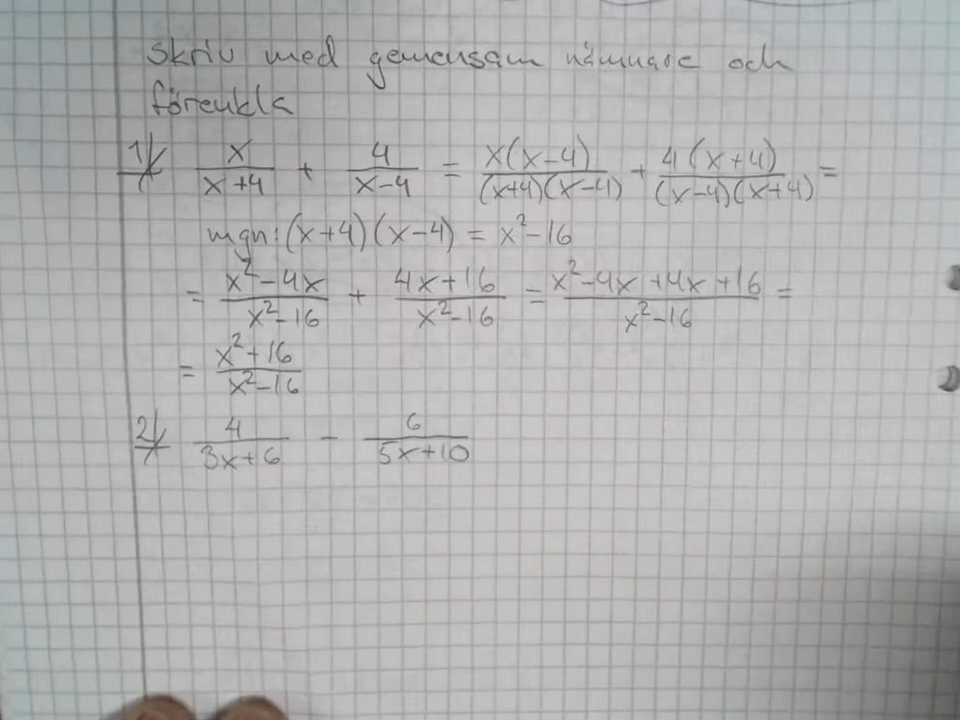 skriv med gemensam nämnare och
förenkla
1/ x/(x+4) + 4/(x-4) = x(x-4)/((x+4)(x-4)) + 4(x+4)/((x-4)(x+4)) =
mgn: (x+4)(x-4) = x²-16
= (x²-4x)/(x²-16) + (4x+16)/(x²-16) = (x²-4x+4x+16)/(x²-16) =
= (x²+16)/(x²-16)
2/ 4/(3x+6) - 6/(5x+10)